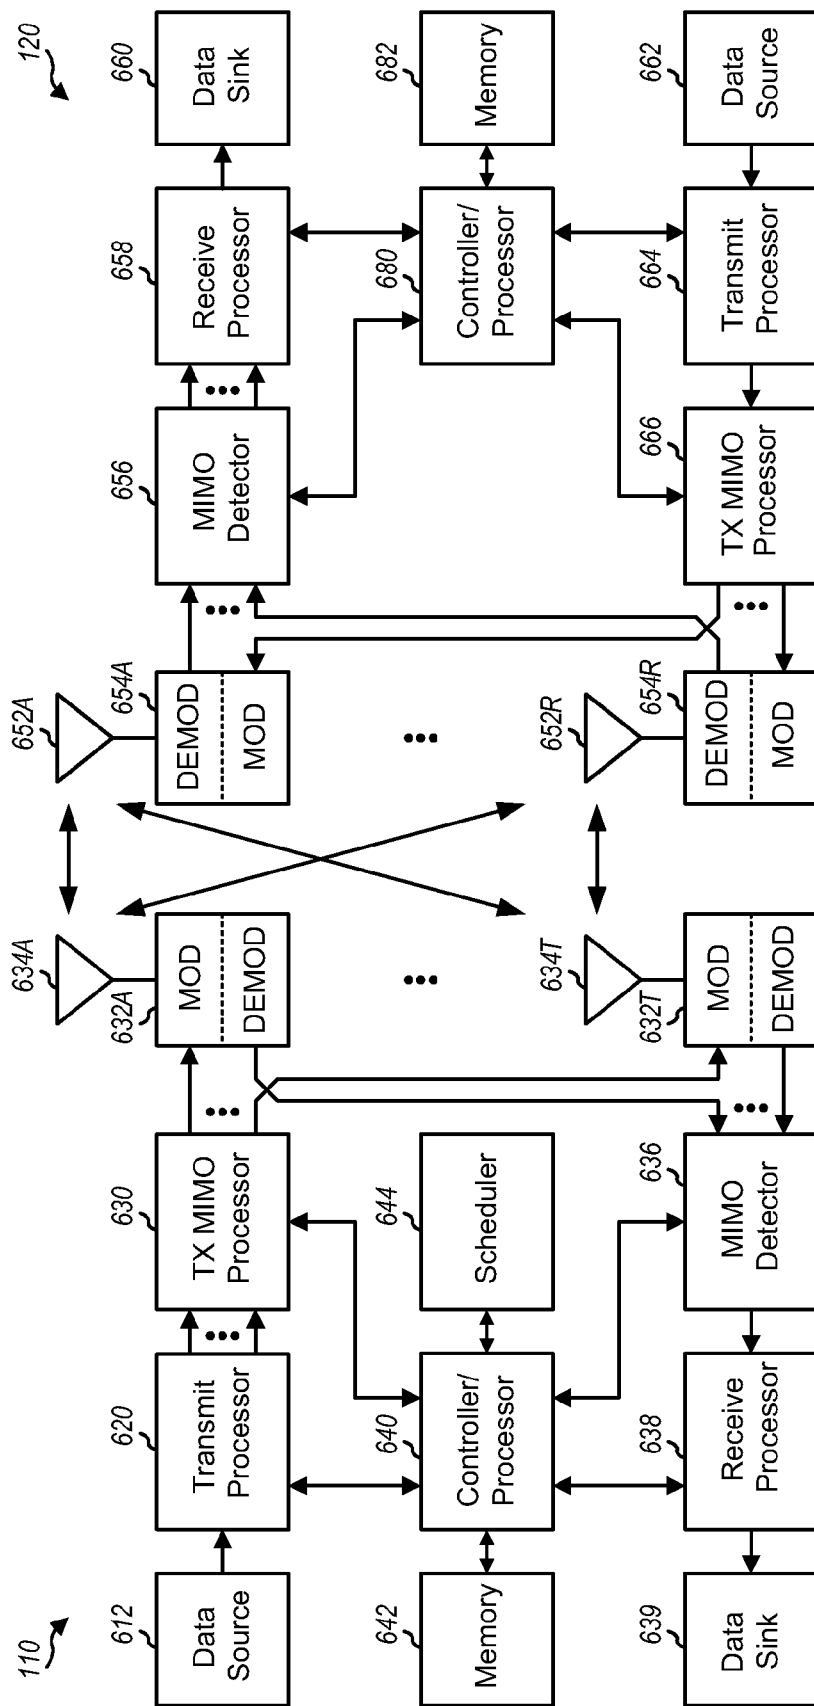 110
120
612
Data
Source
620
Transmit
Processor
630
TX MIMO
Processor
632A
MOD
DEMOD
634A
652A
654A
DEMOD
MOD
656
MIMO
Detector
658
Receive
Processor
660
Data
Sink
642
Memory
640
Controller/
Processor
644
Scheduler
680
Controller/
Processor
682
Memory
639
Data
Sink
638
Receive
Processor
636
MIMO
Detector
632T
MOD
DEMOD
634T
652R
654R
DEMOD
MOD
666
TX MIMO
Processor
664
Transmit
Processor
662
Data
Source